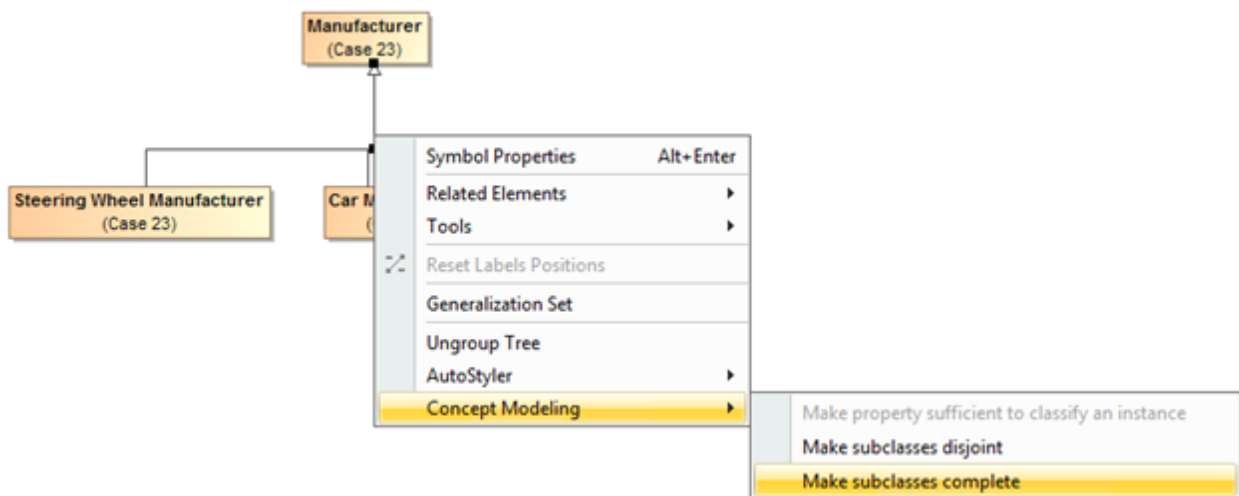 Manufacturer
(Case 23)
Steering Wheel Manufacturer
(Case 23)
Car M
(
Symbol Properties Alt+Enter
Related Elements
Tools
Reset Labels Positions
Generalization Set
Ungroup Tree
AutoStyler
Concept Modeling
Make property sufficient to classify an instance
Make subclasses disjoint
Make subclasses complete